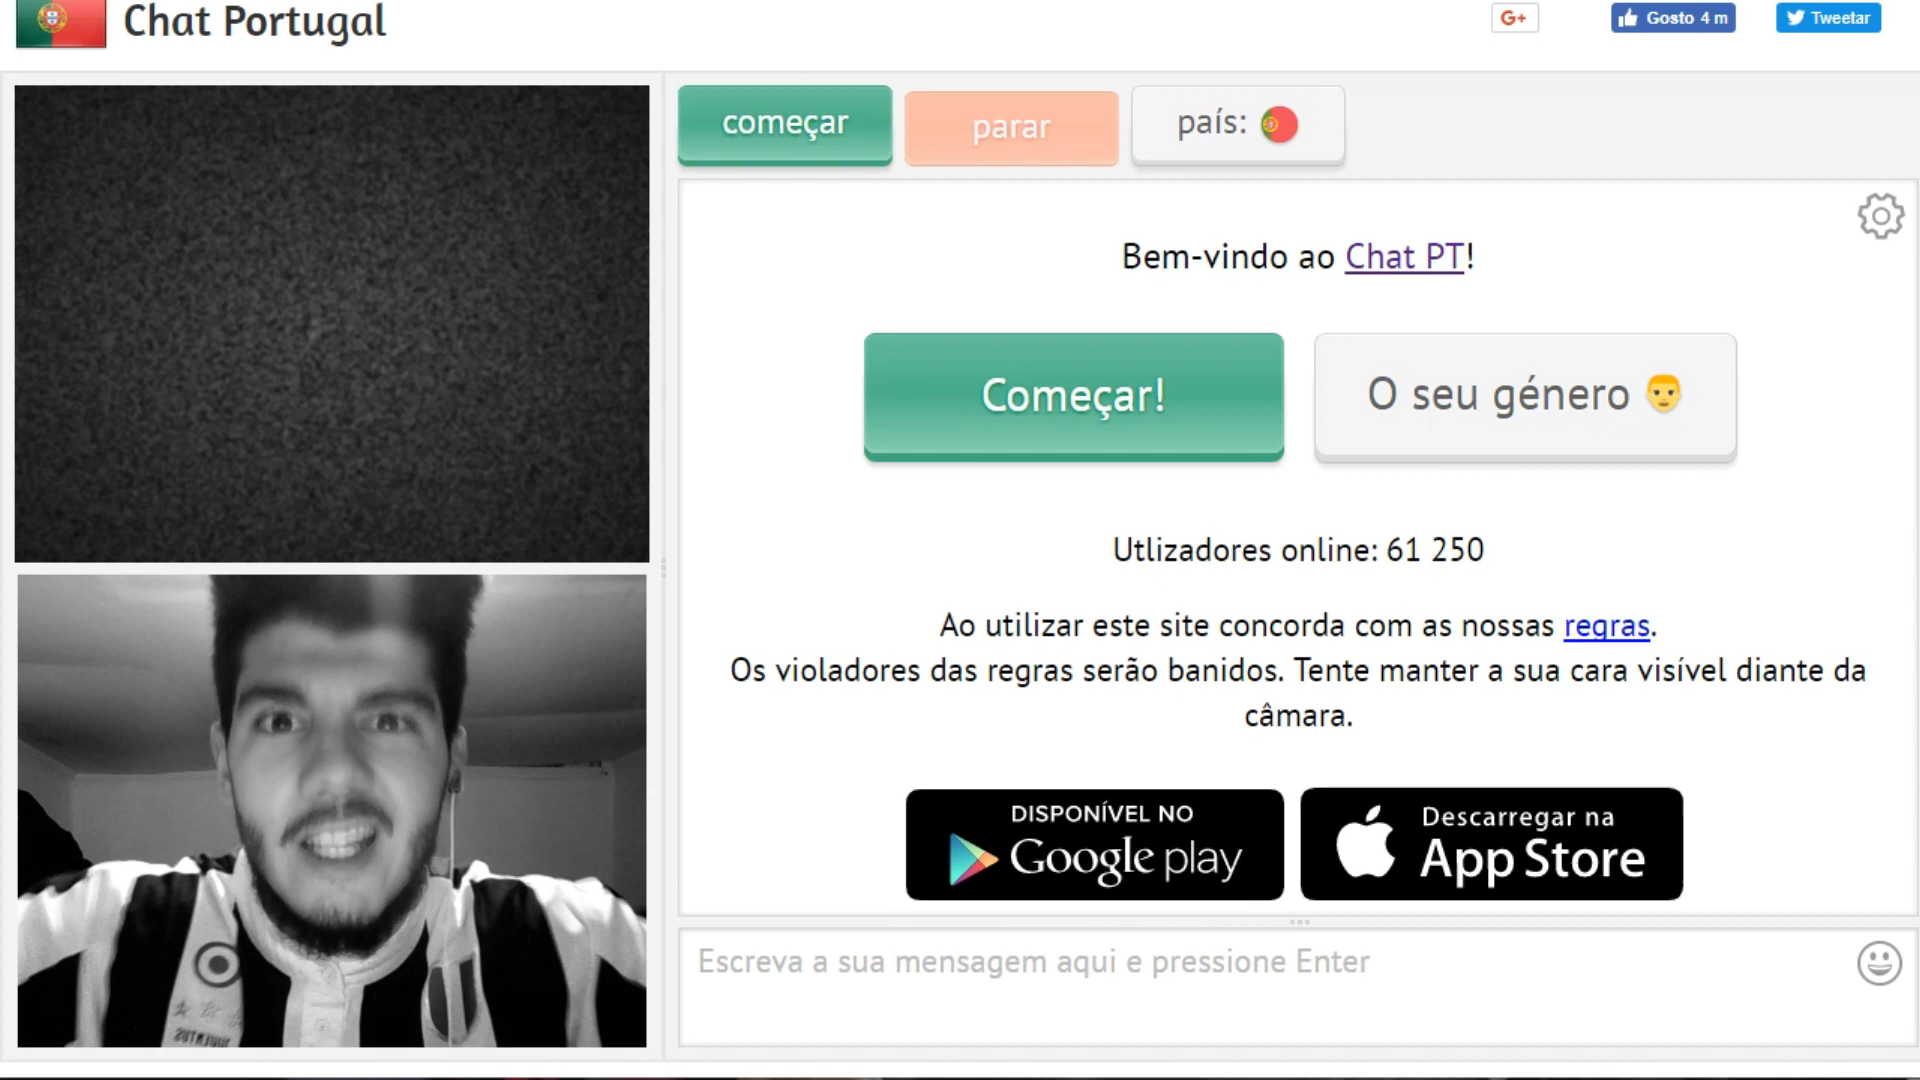 Chat Portugal
G+
Gosto 4 m
Tweetar
começar
parar
país:
Bem-vindo ao Chat PT!
Começar!
O seu género
Utlizadores online: 61 250
Ao utilizar este site concorda com as nossas regras.
Os violadores das regras serão banidos. Tente manter a sua cara visível diante da
câmara.
DISPONÍVEL NO
Google play
Descarregar na
App Store
Escreva a sua mensagem aqui e pressione Enter
JUVENTUS